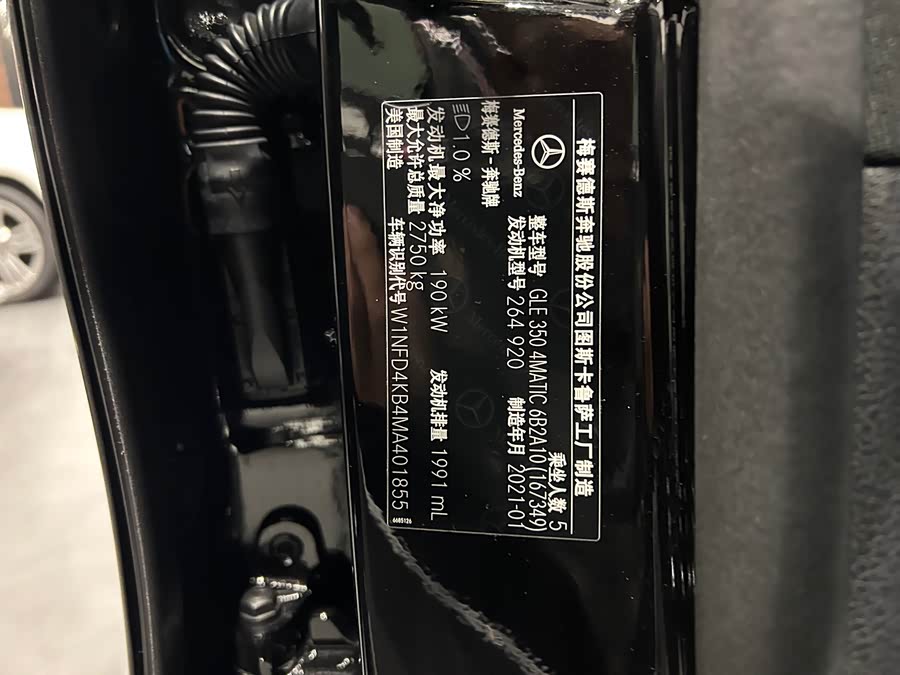 梅赛德斯奔驰股份公司图斯卡鲁萨工厂制造
乘坐人数 5
整车型号 GLE 350 4MATIC 6B2A10(167349)
Mercedes-Benz 发动机型号 264 920 制造年月 2021-01
梅赛德斯-奔驰牌
1.0 %
发动机最大净功率 190 kW 发动机排量 1991 mL
最大允许总质量 2750 kg
美国制造 车辆识别代号 W1NFD4KB4MA401855
6685126